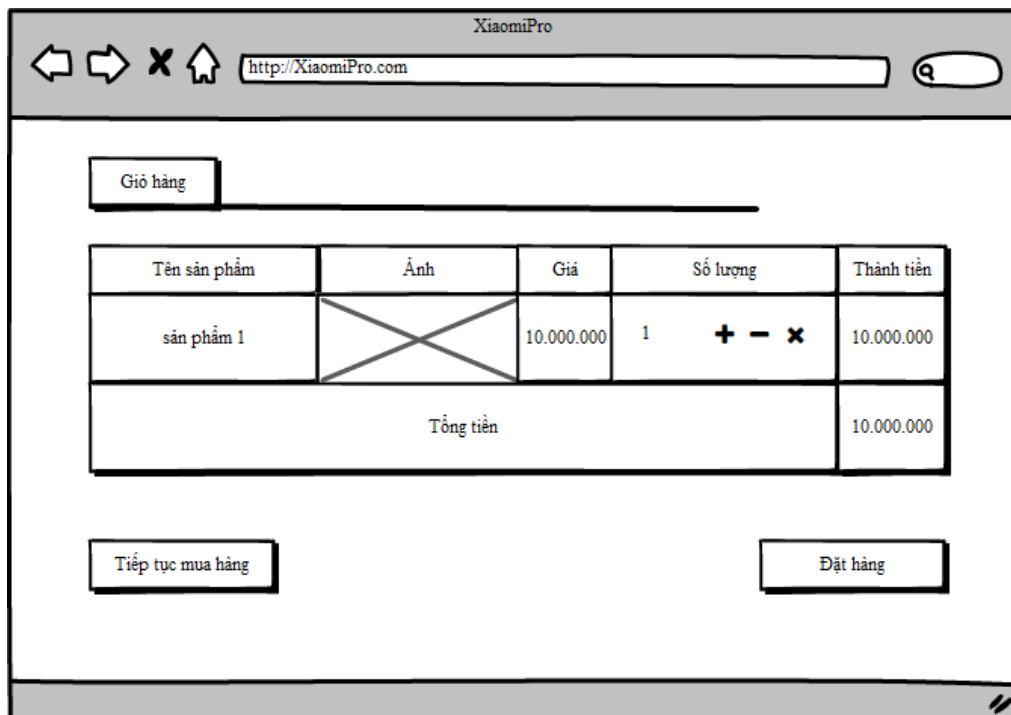 XiaomiPro
http://XiaomiPro.com
Giỏ hàng
Tên sản phẩm Ảnh Giá Số lượng Thành tiền
sản phẩm 1 10.000.000 1 10.000.000
Tổng tiền 10.000.000
Tiếp tục mua hàng Đặt hàng